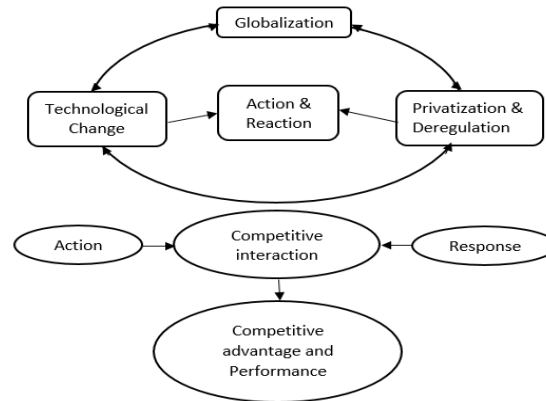 Globalization
Technological
Change
Action &
Reaction
Privatization &
Deregulation
Action
Competitive
interaction
Response
Competitive
advantage and
Performance